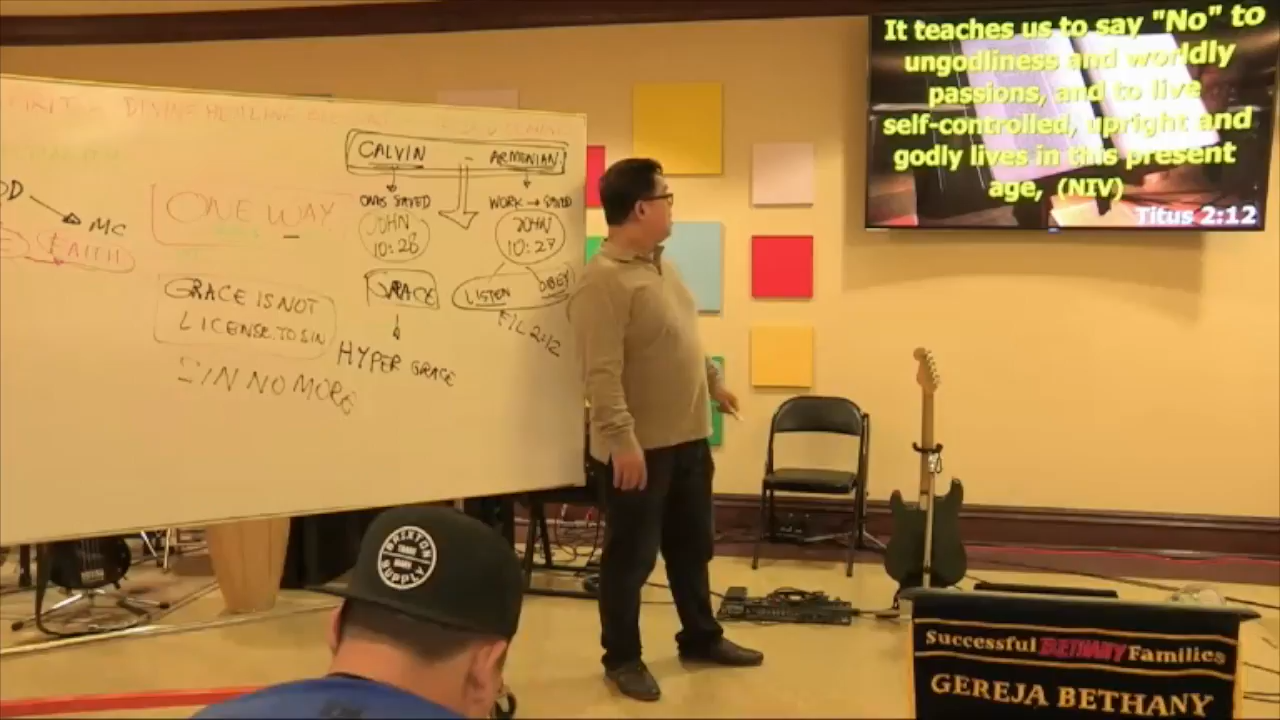 DIVINE HEALING
CALVIN - ARMENIAN
ONES SAVED
WORK → SAVED
JOHN
10:28
JOHN
10:27
GRACE
LISTEN
OBEY
FIL 2:12
HYPER GRACE
ONE WAY
GRACE IS NOT
LICENSE TO SIN
SIN NO MORE
MC
FAITH
It teaches us to say "No" to
ungodliness and worldly
passions, and to live
self-controlled, upright and
godly lives in this present
age, (NIV)
Titus 2:12
BRIXTON
SUPPLY
Successful BETHANY Families
GEREJA BETHANY